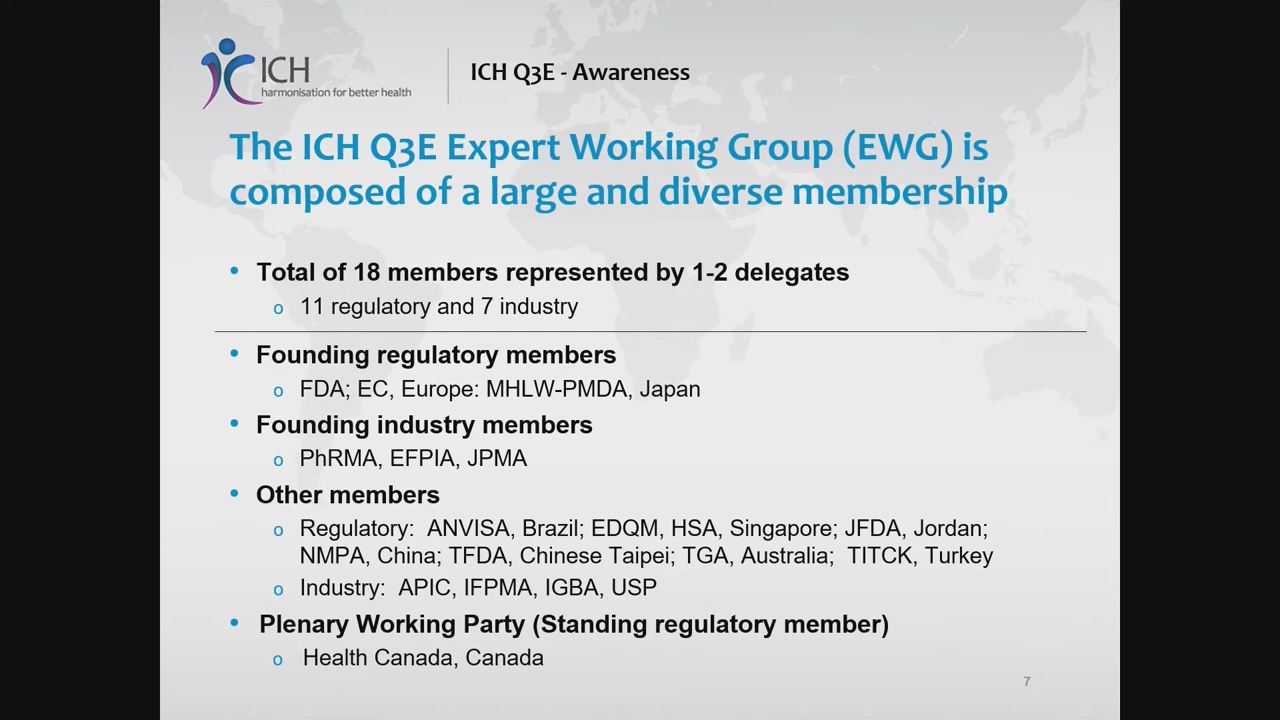 ICH
harmonisation for better health
ICH Q3E - Awareness
The ICH Q3E Expert Working Group (EWG) is
composed of a large and diverse membership
• Total of 18 members represented by 1-2 delegates
o 11 regulatory and 7 industry
• Founding regulatory members
o FDA; EC, Europe: MHLW-PMDA, Japan
• Founding industry members
o PhRMA, EFPIA, JPMA
• Other members
o Regulatory: ANVISA, Brazil; EDQM, HSA, Singapore; JFDA, Jordan;
NMPA, China; TFDA, Chinese Taipei; TGA, Australia; TITCK, Turkey
o Industry: APIC, IFPMA, IGBA, USP
• Plenary Working Party (Standing regulatory member)
o Health Canada, Canada
7